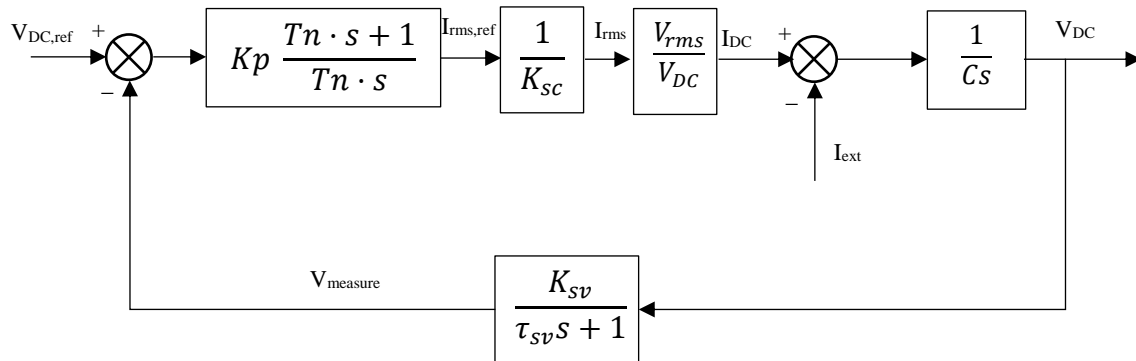 V_DC,ref
+
−
Kp (Tn · s + 1)/(Tn · s)
I_rms,ref
1/K_sc
I_rms
V_rms/V_DC
I_DC
+
−
I_ext
1/Cs
V_DC
V_measure
K_sv/(τ_sv s + 1)